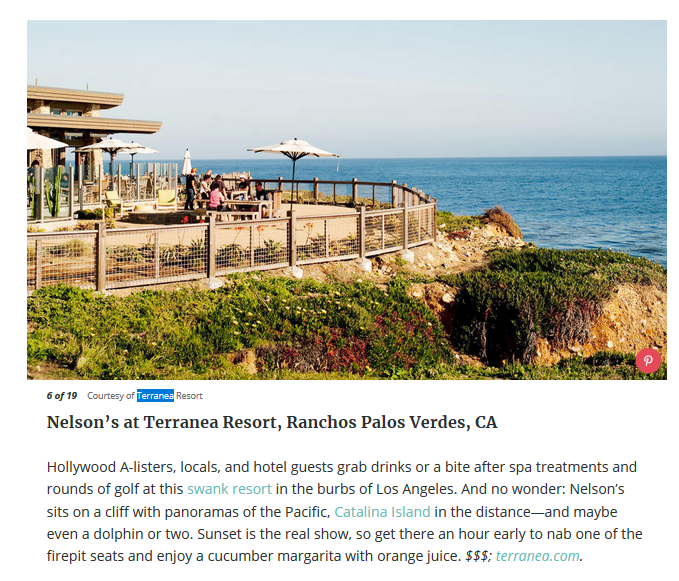 6 of 19 Courtesy of Terranea Resort
Nelson’s at Terranea Resort, Ranchos Palos Verdes, CA
Hollywood A-listers, locals, and hotel guests grab drinks or a bite after spa treatments and
rounds of golf at this swank resort in the burbs of Los Angeles. And no wonder: Nelson’s
sits on a cliff with panoramas of the Pacific, Catalina Island in the distance—and maybe
even a dolphin or two. Sunset is the real show, so get there an hour early to nab one of the
firepit seats and enjoy a cucumber margarita with orange juice. $$$; terranea.com.